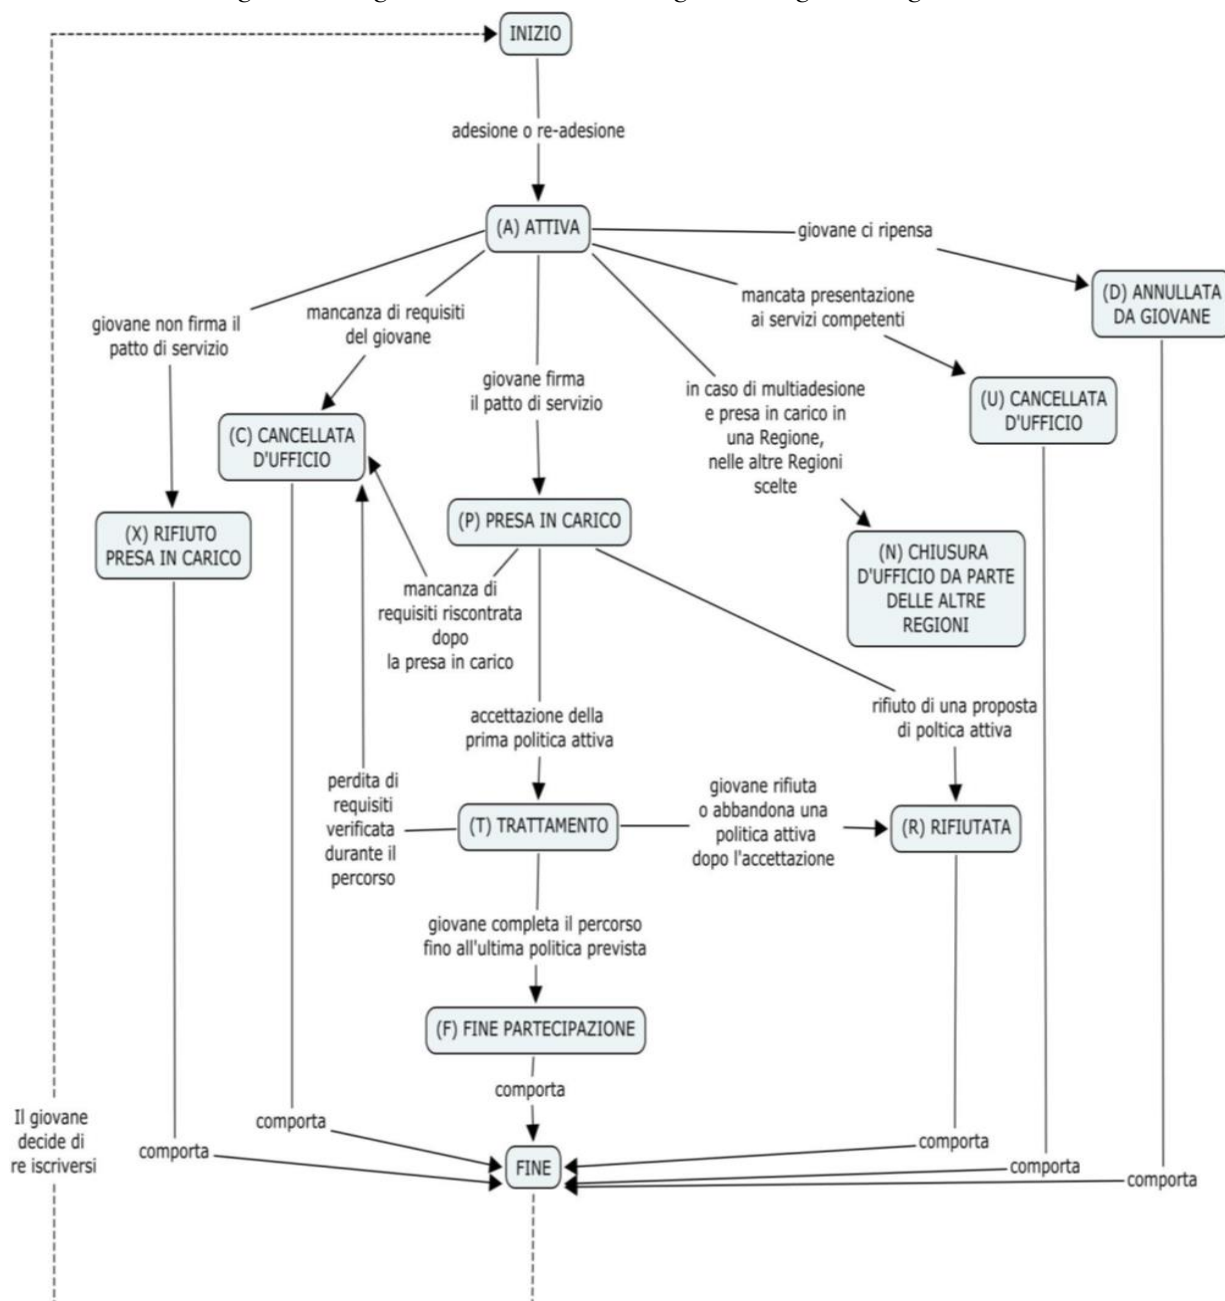 INIZIO
adesione o re-adesione
(A) ATTIVA
giovane ci ripensa
(D) ANNULLATA
DA GIOVANE
mancata presentazione
ai servizi competenti
(U) CANCELLATA
D'UFFICIO
giovane non firma il
patto di servizio
mancanza di requisiti
del giovane
giovane firma
il patto di servizio
in caso di multiadesione
e presa in carico in
una Regione,
nelle altre Regioni
scelte
(C) CANCELLATA
D'UFFICIO
(X) RIFIUTO
PRESA IN CARICO
(P) PRESA IN CARICO
(N) CHIUSURA
D'UFFICIO DA PARTE
DELLE ALTRE
REGIONI
mancanza di
requisiti riscontrata
dopo
la presa in carico
accettazione della
prima politica attiva
rifiuto di una proposta
di poltica attiva
perdita di
requisiti
verificata
durante il
percorso
(T) TRATTAMENTO
giovane rifiuta
o abbandona una
politica attiva
dopo l'accettazione
(R) RIFIUTATA
giovane completa il percorso
fino all'ultima politica prevista
(F) FINE PARTECIPAZIONE
comporta
Il giovane
decide di
re iscriversi
comporta
comporta
FINE
comporta
comporta
comporta